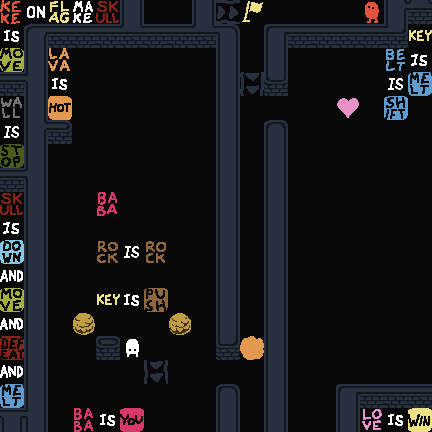 KEKE ON FLAG MAKE SKULL
IS KEY
MOVE LAVA BELT IS
IS IS MELT
WALL HOT SHIFT
IS
STOP
SKULL BABA
IS
DOWN ROCK IS ROCK
AND
MOVE KEY IS PUSH
AND
DEFEAT
AND
MELT
BABA IS YOU LOVE IS WIN